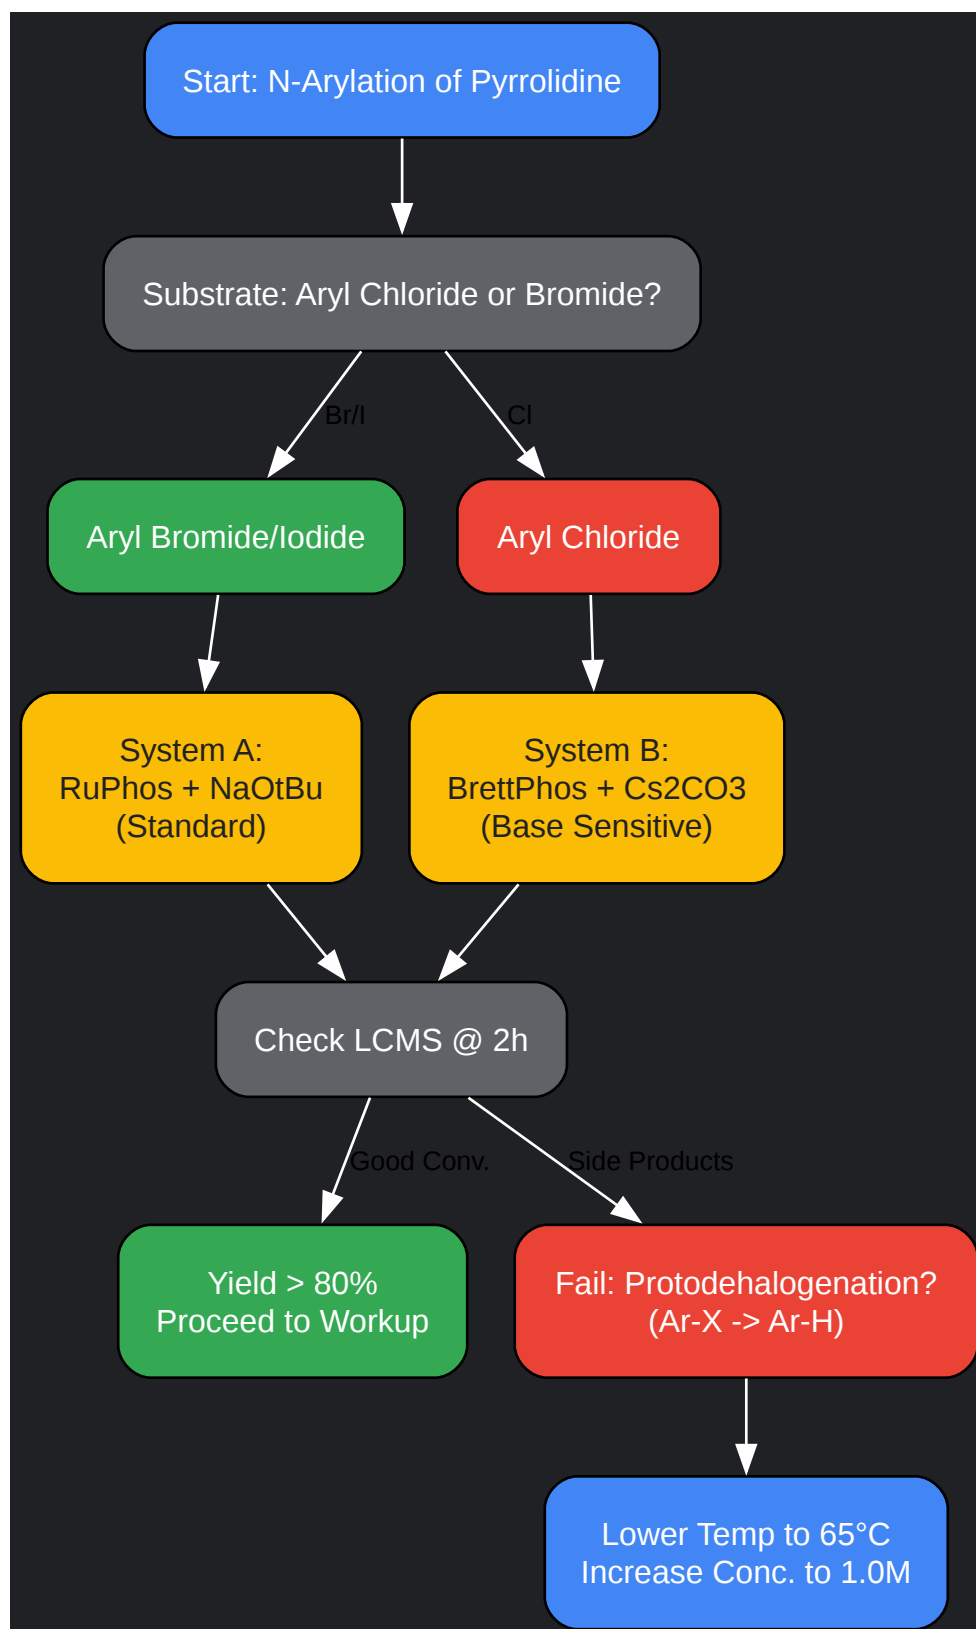 Start: N-Arylation of Pyrrolidine
Substrate: Aryl Chloride or Bromide?
Br/I
Cl
Aryl Bromide/Iodide
Aryl Chloride
System A:
RuPhos + NaOtBu
(Standard)
System B:
BrettPhos + Cs2CO3
(Base Sensitive)
Check LCMS @ 2h
Good Conv.
Side Products
Yield > 80%
Proceed to Workup
Fail: Protodehalogenation?
(Ar-X -> Ar-H)
Lower Temp to 65°C
Increase Conc. to 1.0M